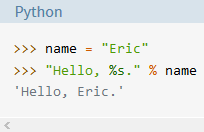 Python
>>> name = "Eric"
>>> "Hello, %s." % name
'Hello, Eric.'